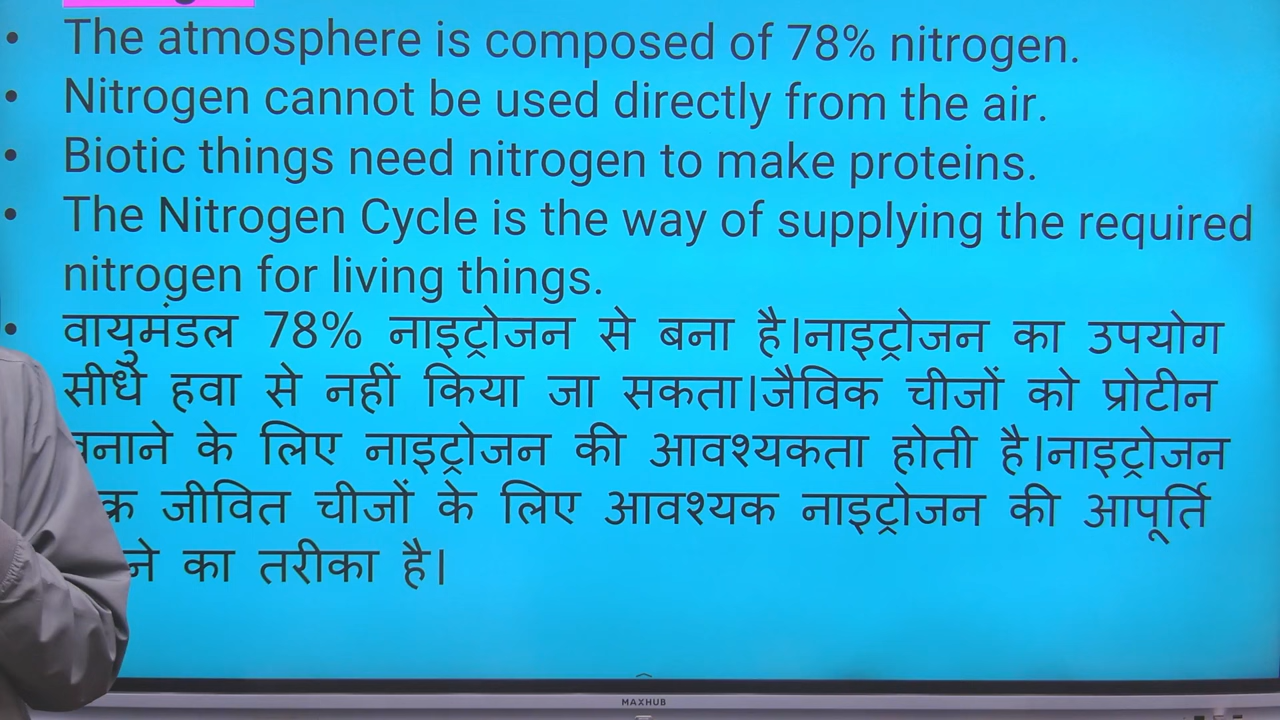 • The atmosphere is composed of 78% nitrogen.
• Nitrogen cannot be used directly from the air.
• Biotic things need nitrogen to make proteins.
• The Nitrogen Cycle is the way of supplying the required
nitrogen for living things.
• वायुमंडल 78% नाइट्रोजन से बना है।नाइट्रोजन का उपयोग
सीधे हवा से नहीं किया जा सकता।जैविक चीजों को प्रोटीन
के लिए नाइट्रोजन की आवश्यकता होती है।नाइट्रोजन
जीवित चीजों के लिए आवश्यक नाइट्रोजन की आपूर्ति
का तरीका है।
MAXHUB